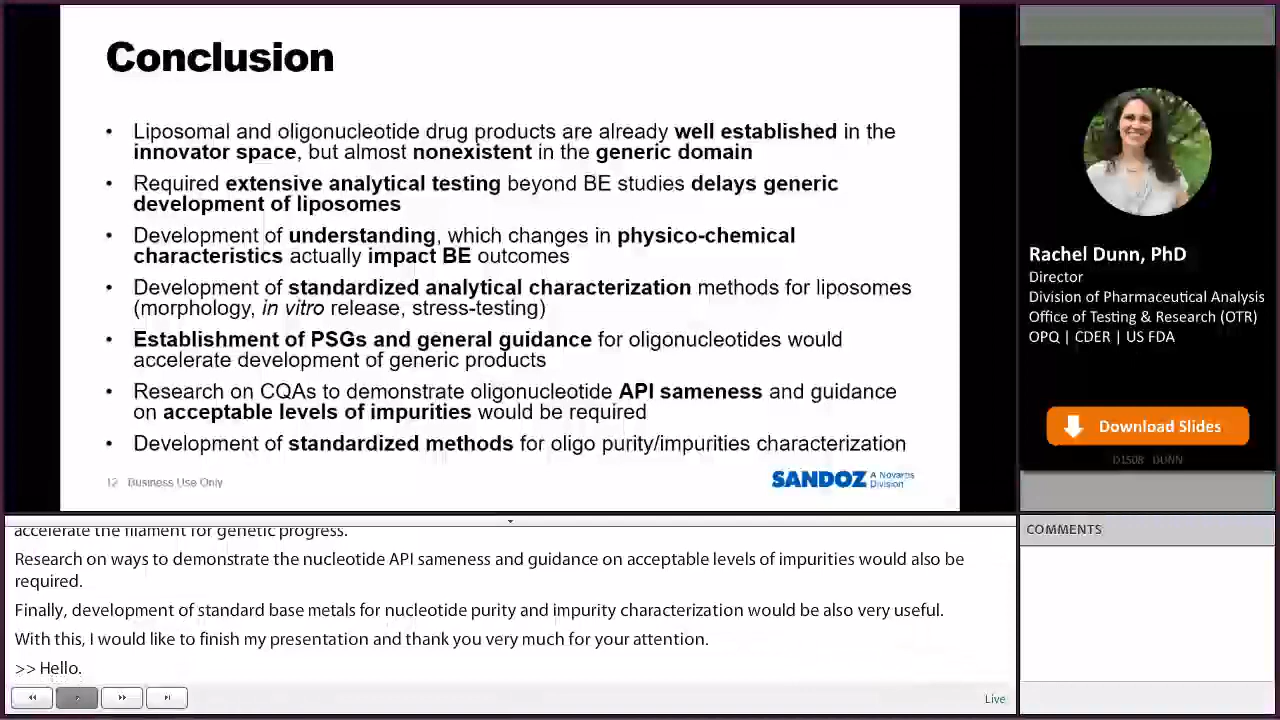 Conclusion
• Liposomal and oligonucleotide drug products are already well established in the
innovator space, but almost nonexistent in the generic domain
• Required extensive analytical testing beyond BE studies delays generic
development of liposomes
• Development of understanding, which changes in physico-chemical
characteristics actually impact BE outcomes
• Development of standardized analytical characterization methods for liposomes
(morphology, in vitro release, stress-testing)
• Establishment of PSGs and general guidance for oligonucleotides would
accelerate development of generic products
• Research on CQAs to demonstrate oligonucleotide API sameness and guidance
on acceptable levels of impurities would be required
• Development of standardized methods for oligo purity/impurities characterization
12 Business Use Only
SANDOZ A Novartis
Division
Rachel Dunn, PhD
Director
Division of Pharmaceutical Analysis
Office of Testing & Research (OTR)
OPQ | CDER | US FDA
Download Slides
D1S08 DUNN
accelerate the filament for genetic progress.
Research on ways to demonstrate the nucleotide API sameness and guidance on acceptable levels of impurities would also be
required.
Finally, development of standard base metals for nucleotide purity and impurity characterization would be also very useful.
With this, I would like to finish my presentation and thank you very much for your attention.
>> Hello.
Live
COMMENTS